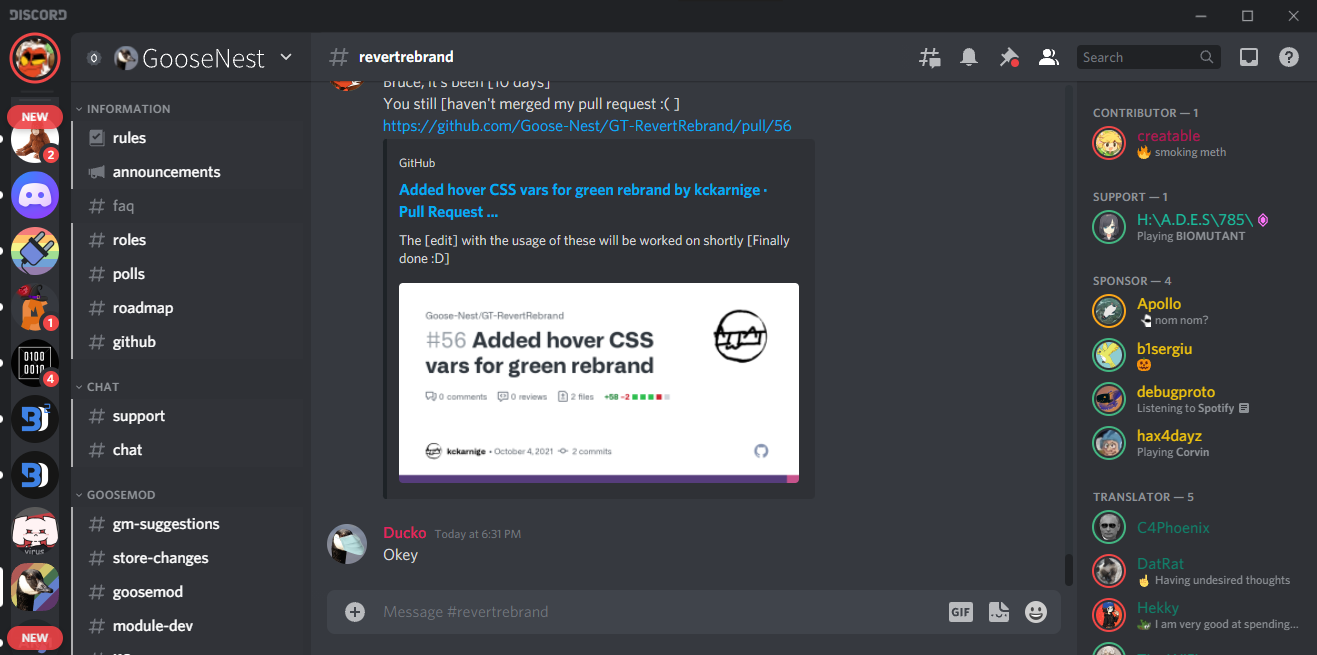 DISCORD
GooseNest
# revertrebrand
Search
NEW
2
1
0100
0010
4
2
virus
NEW
INFORMATION
rules
announcements
faq
roles
polls
roadmap
github
CHAT
support
chat
GOOSEMOD
gm-suggestions
store-changes
goosemod
module-dev
Bruce, it's been [10 days]
You still [haven't merged my pull request :( ]
https://github.com/Goose-Nest/GT-RevertRebrand/pull/56
GitHub
Added hover CSS vars for green rebrand by kckarnige ·
Pull Request ...
The [edit] with the usage of these will be worked on shortly [Finally
done :D]
Goose-Nest/GT-RevertRebrand
#56 Added hover CSS
vars for green rebrand
0 comments 0 reviews 2 files +58 -2
kckarnige • October 4, 2021 2 commits
Ducko Today at 6:31 PM
Okey
Message #revertrebrand
GIF
CONTRIBUTOR — 1
creatable
🔥 smoking meth
SUPPORT — 1
H:\A.D.E.S\785\
Playing BIOMUTANT
SPONSOR — 4
Apollo
nom nom?
b1sergiu
🎃
debugproto
Listening to Spotify
hax4dayz
Playing Corvin
TRANSLATOR — 5
C4Phoenix
DatRat
Having undesired thoughts
Hekky
I am very good at spending...